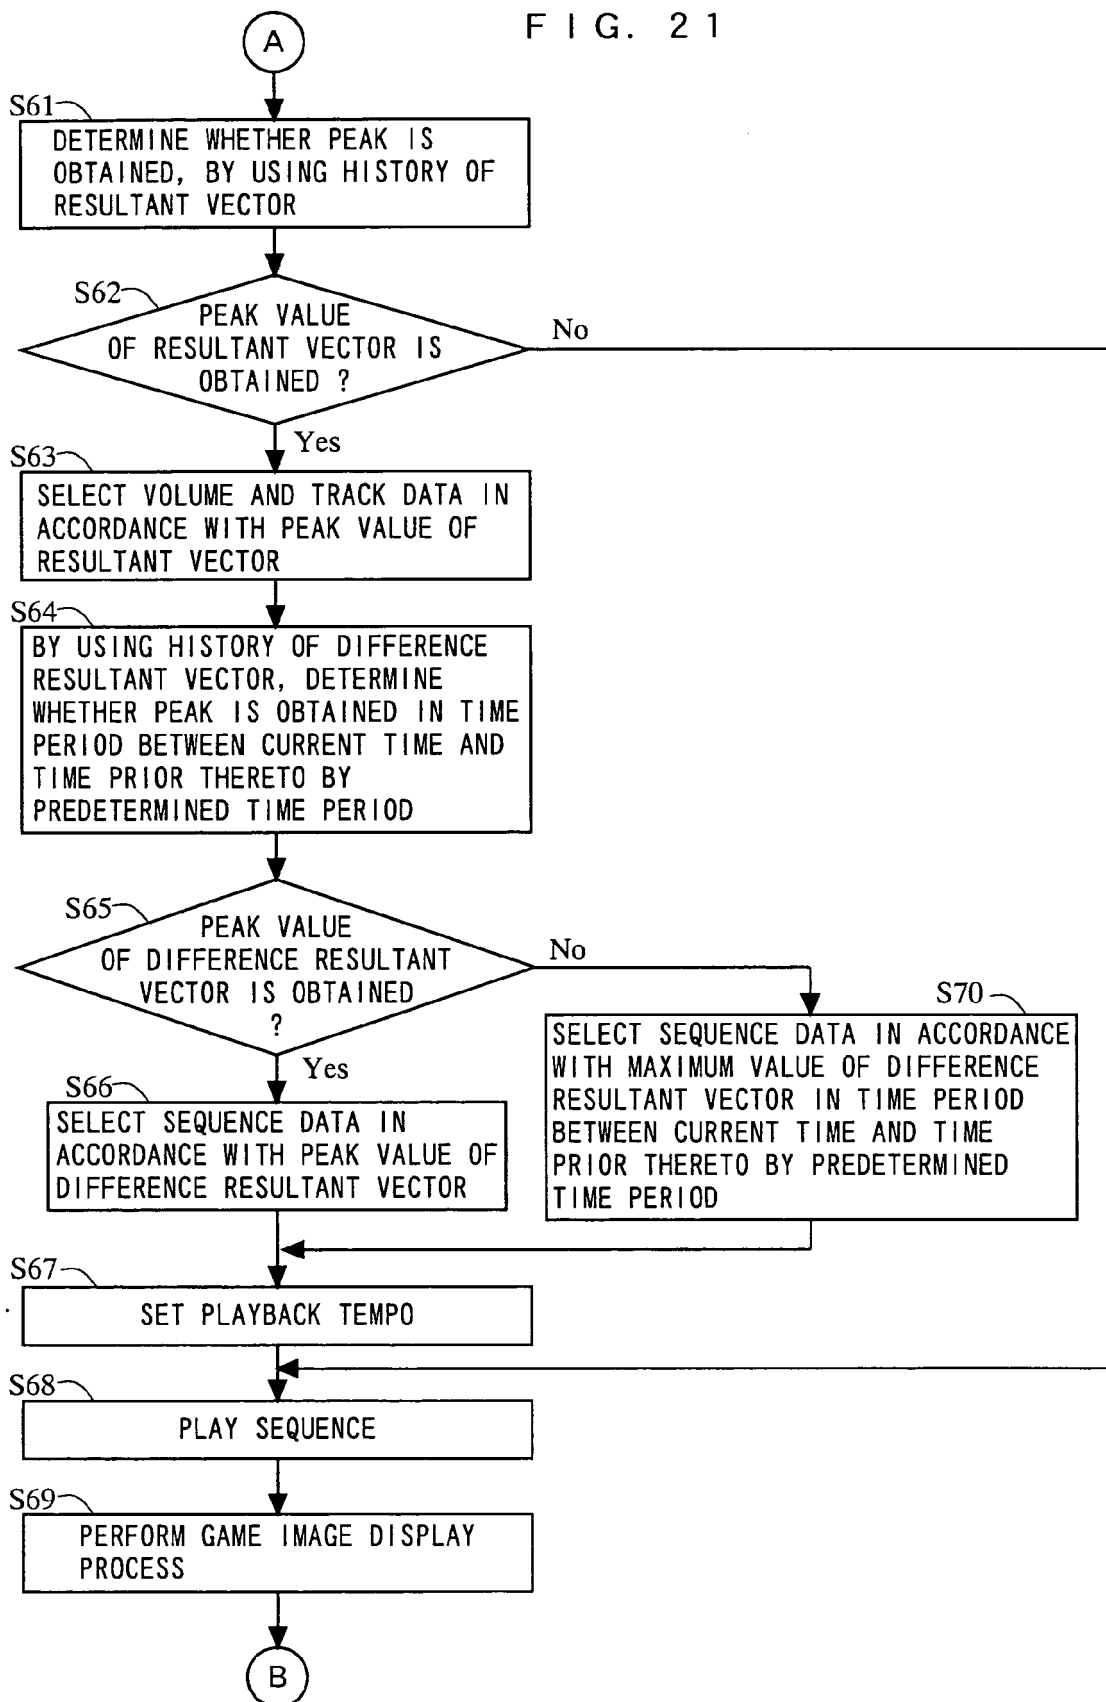 FIG. 21
A
S61
DETERMINE WHETHER PEAK IS
OBTAINED, BY USING HISTORY OF
RESULTANT VECTOR
S62
PEAK VALUE
OF RESULTANT VECTOR IS
OBTAINED ?
No
Yes
S63
SELECT VOLUME AND TRACK DATA IN
ACCORDANCE WITH PEAK VALUE OF
RESULTANT VECTOR
S64
BY USING HISTORY OF DIFFERENCE
RESULTANT VECTOR, DETERMINE
WHETHER PEAK IS OBTAINED IN TIME
PERIOD BETWEEN CURRENT TIME AND
TIME PRIOR THERETO BY
PREDETERMINED TIME PERIOD
S65
PEAK VALUE
OF DIFFERENCE RESULTANT
VECTOR IS OBTAINED
?
No
Yes
S70
SELECT SEQUENCE DATA IN ACCORDANCE
WITH MAXIMUM VALUE OF DIFFERENCE
RESULTANT VECTOR IN TIME PERIOD
BETWEEN CURRENT TIME AND TIME
PRIOR THERETO BY PREDETERMINED
TIME PERIOD
S66
SELECT SEQUENCE DATA IN
ACCORDANCE WITH PEAK VALUE OF
DIFFERENCE RESULTANT VECTOR
S67
SET PLAYBACK TEMPO
S68
PLAY SEQUENCE
S69
PERFORM GAME IMAGE DISPLAY
PROCESS
B